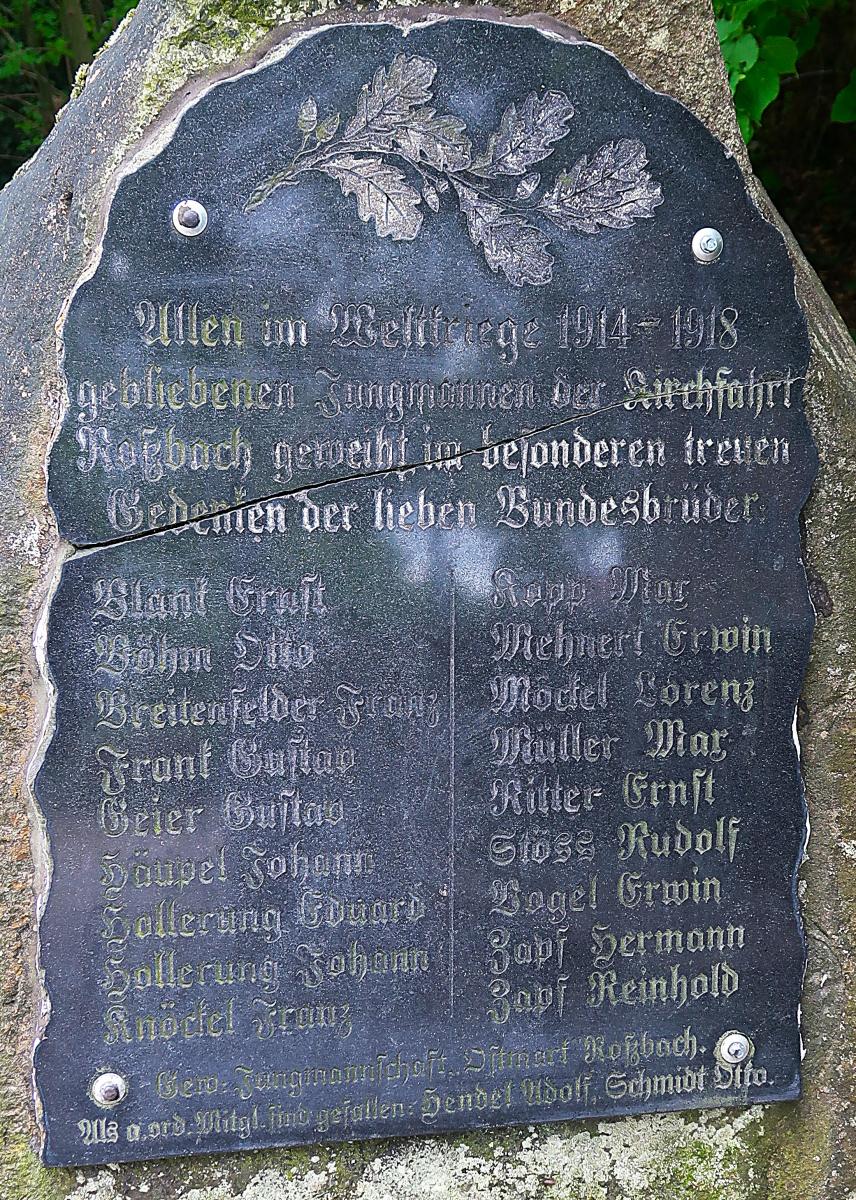 Allen im Weltkriege 1914 - 1918
gebliebenen Jungmannen der Kirchfahrt
Roßbach geweiht im besonderen treuen
Gedenken der lieben Bundesbrüder.
Blank Ernst
Böhm Otto
Breitenfelder Franz
Frank Gustav
Geier Gustav
Häupel Johann
Hollerung Eduard
Hollerung Johann
Knöckel Franz
Kopp Max
Mehnert Erwin
Möckel Lorenz
Müller Max
Ritter Ernst
Stöss Rudolf
Vogel Erwin
Zapf Hermann
Zapf Reinhold
Gew. Jungmannschaft „Ostmark" Roßbach.
Als a. ord. Mitgl. sind gefallen: Hendel Adolf, Schmidt Otto.